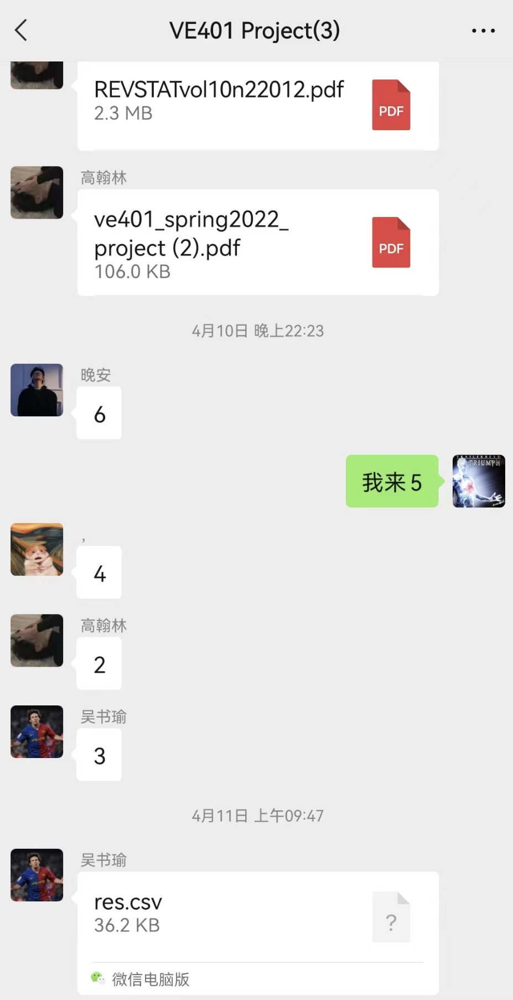 VE401 Project(3)
REVSTATvol10n22012.pdf
2.3 MB
PDF
高翰林
ve401_spring2022_
project (2).pdf
106.0 KB
PDF
4月10日 晚上22:23
晚安
6
我来5
TRIUMPH
,
4
高翰林
2
吴书瑜
3
4月11日 上午09:47
吴书瑜
res.csv
36.2 KB
?
微信电脑版